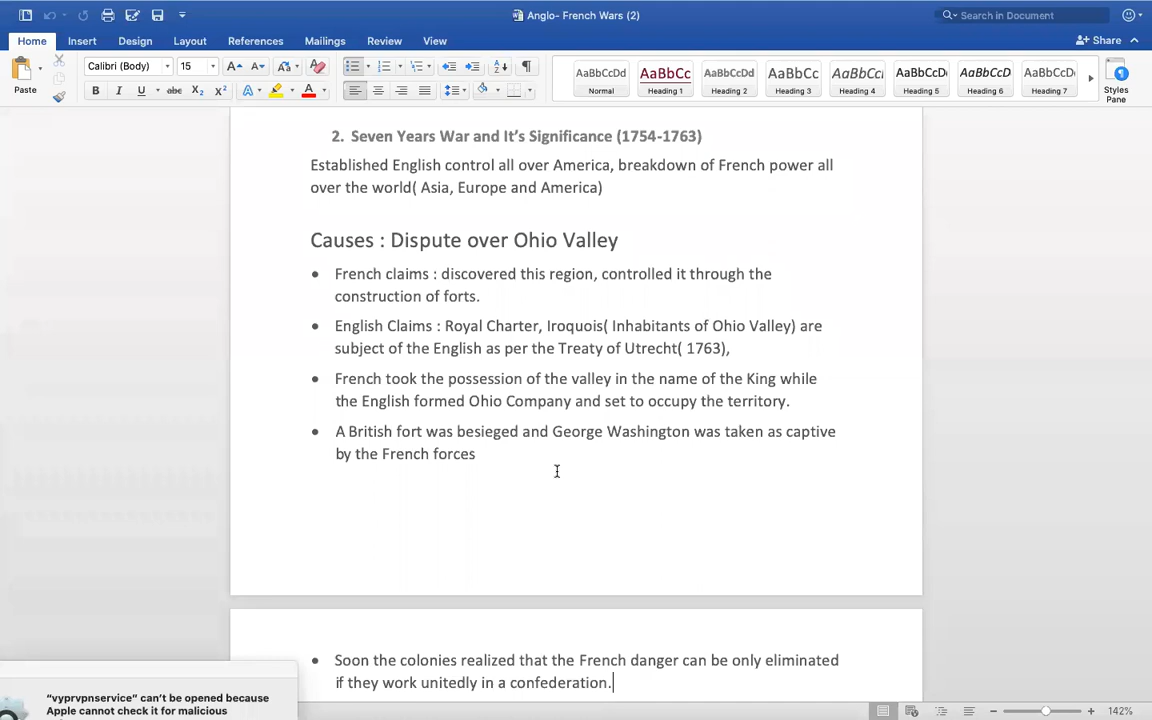 Anglo- French Wars (2)
Search in Document
Home
Insert
Design
Layout
References
Mailings
Review
View
Share
Paste
Calibri (Body)
15
Styles Pane
AaBbCcDd
Normal
AaBbCc
Heading 1
AaBbCcDd
Heading 2
AaBbCc
Heading 3
AaBbCcI
Heading 4
AaBbCcD
Heading 5
AaBbCcD
Heading 6
AaBbCcDd
Heading 7
2. Seven Years War and It's Significance (1754-1763)
Established English control all over America, breakdown of French power all
over the world( Asia, Europe and America)
Causes : Dispute over Ohio Valley
• French claims : discovered this region, controlled it through the
construction of forts.
• English Claims : Royal Charter, Iroquois( Inhabitants of Ohio Valley) are
subject of the English as per the Treaty of Utrecht( 1763),
• French took the possession of the valley in the name of the King while
the English formed Ohio Company and set to occupy the territory.
• A British fort was besieged and George Washington was taken as captive
by the French forces
• Soon the colonies realized that the French danger can be only eliminated
if they work unitedly in a confederation.
"vyprvpnservice" can't be opened because
Apple cannot check it for malicious
142%